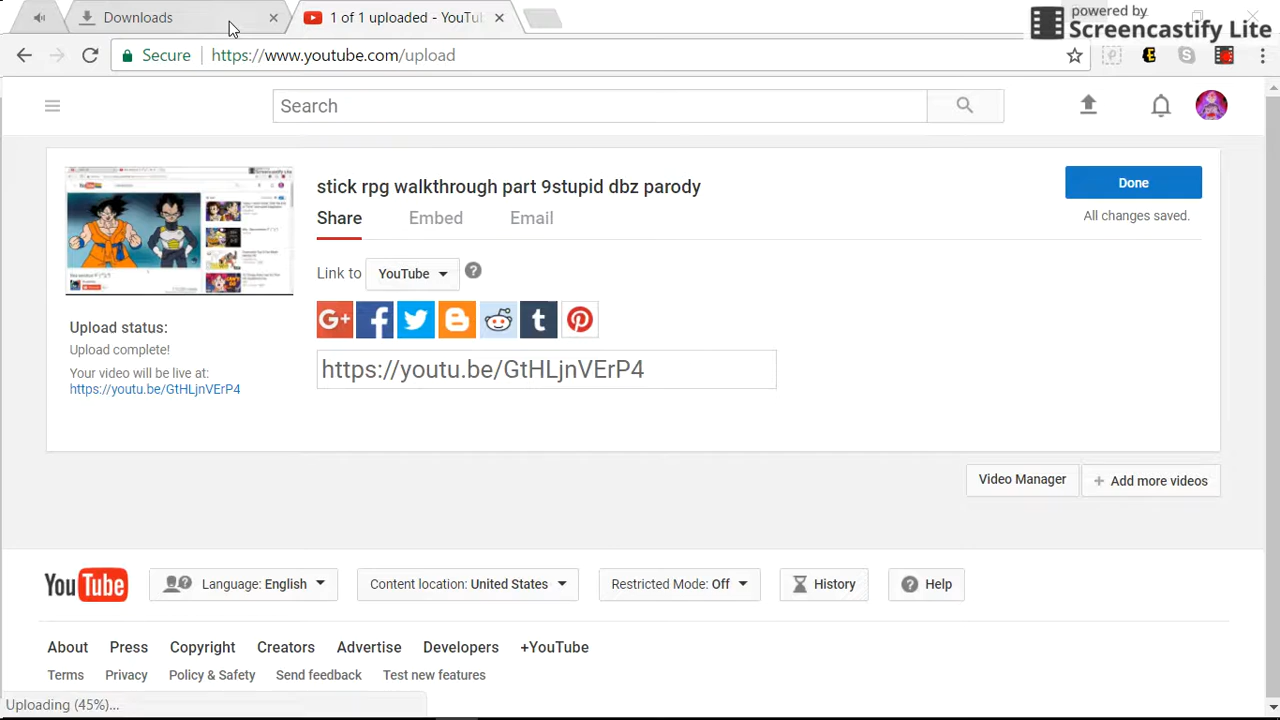 Downloads
1 of 1 uploaded - YouTu
powered by
Screencastify Lite
Secure
https://www.youtube.com/upload
Search
stick rpg walkthrough part 9stupid dbz parody
Done
Share
Embed
Email
All changes saved.
Link to
YouTube
G+
https://youtu.be/GtHLjnVErP4
Upload status:
Upload complete!
Your video will be live at:
https://youtu.be/GtHLjnVErP4
Video Manager
+ Add more videos
YouTube
Language: English
Content location: United States
Restricted Mode: Off
History
Help
About
Press
Copyright
Creators
Advertise
Developers
+YouTube
Terms
Privacy
Policy & Safety
Send feedback
Test new features
Uploading (45%)...